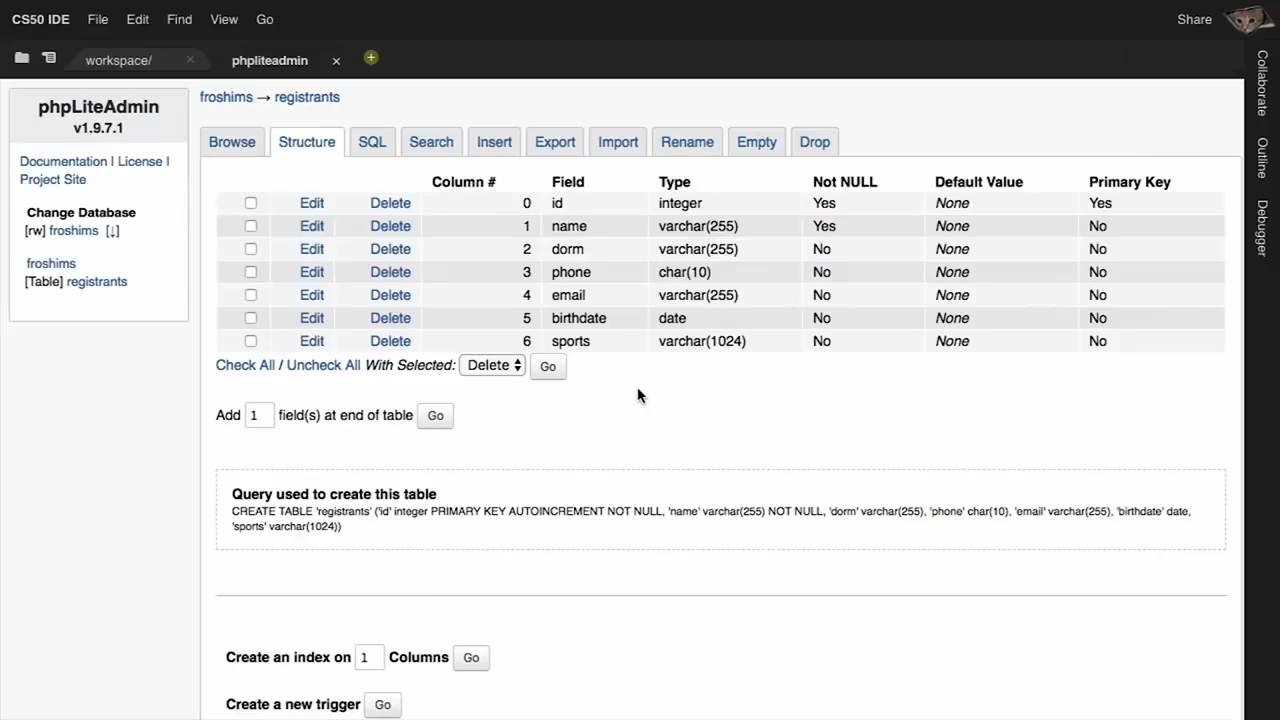 CS50 IDE File Edit Find View Go Share
workspace/ × phpliteadmin ×
Collaborate
Outline
Debugger
phpLiteAdmin
v1.9.7.1
Documentation | License |
Project Site
Change Database
[rw] froshims [↓]
froshims
[Table] registrants
froshims → registrants
Browse Structure SQL Search Insert Export Import Rename Empty Drop
Column # Field Type Not NULL Default Value Primary Key
Edit Delete 0 id integer Yes None Yes
Edit Delete 1 name varchar(255) Yes None No
Edit Delete 2 dorm varchar(255) No None No
Edit Delete 3 phone char(10) No None No
Edit Delete 4 email varchar(255) No None No
Edit Delete 5 birthdate date No None No
Edit Delete 6 sports varchar(1024) No None No
Check All / Uncheck All With Selected: Delete Go
Add 1 field(s) at end of table Go
Query used to create this table
CREATE TABLE 'registrants' ('id' integer PRIMARY KEY AUTOINCREMENT NOT NULL, 'name' varchar(255) NOT NULL, 'dorm' varchar(255), 'phone' char(10), 'email' varchar(255), 'birthdate' date,
'sports' varchar(1024))
Create an index on 1 Columns Go
Create a new trigger Go